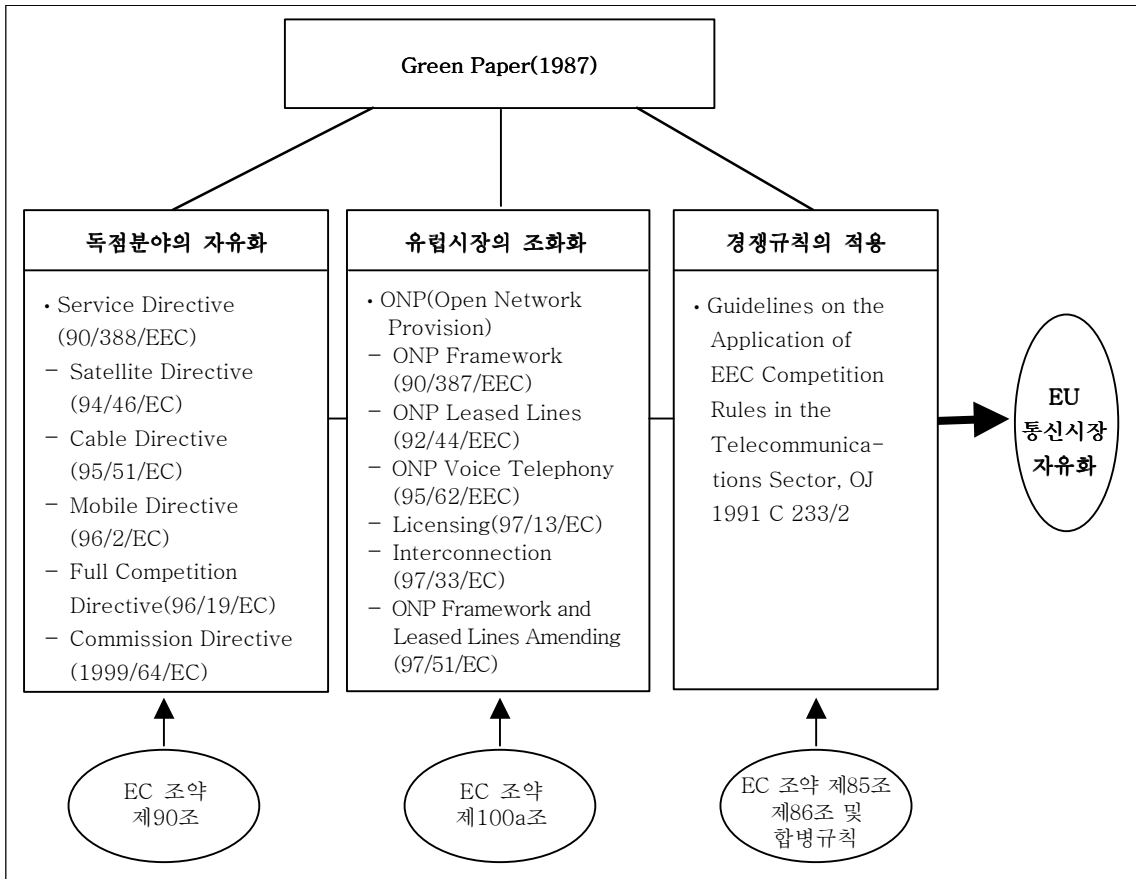 Green Paper(1987)
독점분야의 자유화
· Service Directive
(90/388/EEC)
- Satellite Directive
(94/46/EC)
- Cable Directive
(95/51/EC)
- Mobile Directive
(96/2/EC)
- Full Competition
Directive(96/19/EC)
- Commission Directive
(1999/64/EC)
유럽시장의 조화화
· ONP(Open Network
Provision)
- ONP Framework
(90/387/EEC)
- ONP Leased Lines
(92/44/EEC)
- ONP Voice Telephony
(95/62/EEC)
- Licensing(97/13/EC)
- Interconnection
(97/33/EC)
- ONP Framework and
Leased Lines Amending
(97/51/EC)
경쟁규칙의 적용
· Guidelines on the
Application of
EEC Competition
Rules in the
Telecommunica-
tions Sector, OJ
1991 C 233/2
EU
통신시장
자유화
EC 조약
제90조
EC 조약
제100a조
EC 조약 제85조
제86조 및
합병규칙